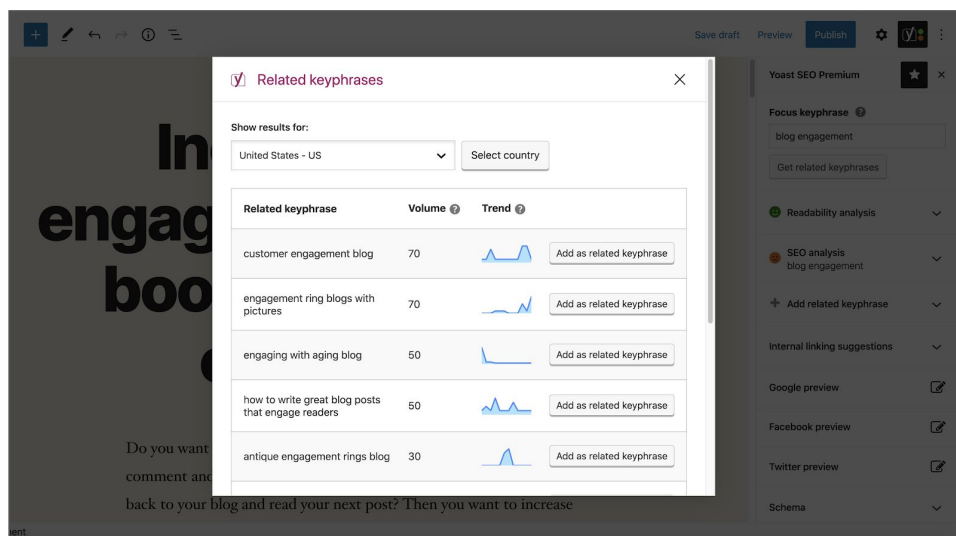 Save draft
Preview
Publish
Related keyphrases
Show results for:
United States - US
Select country
Related keyphrase
Volume
Trend
customer engagement blog
70
Add as related keyphrase
engagement ring blogs with
pictures
70
Add as related keyphrase
engaging with aging blog
50
Add as related keyphrase
how to write great blog posts
that engage readers
50
Add as related keyphrase
antique engagement rings blog
30
Add as related keyphrase
Yoast SEO Premium
Focus keyphrase
blog engagement
Get related keyphrases
Readability analysis
SEO analysis
blog engagement
Add related keyphrase
Internal linking suggestions
Google preview
Facebook preview
Twitter preview
Schema
In
engag
boo
Do you want
comment and
back to your blog and read your next post? Then you want to increase